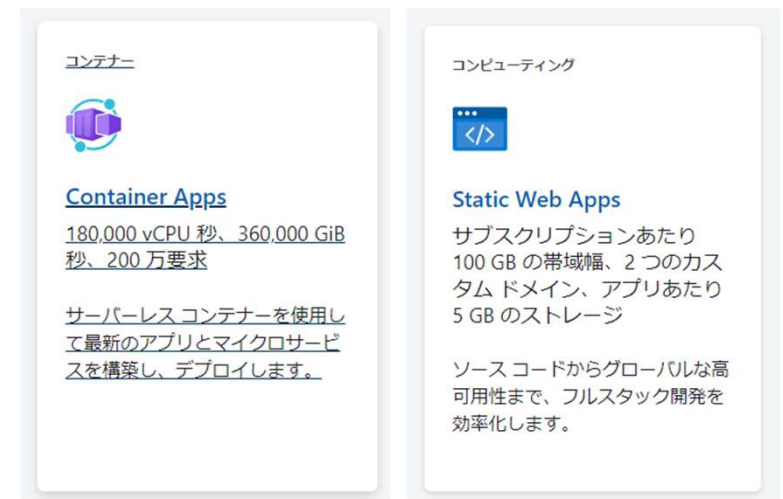 コンテナー
Container Apps
180,000 vCPU 秒、360,000 GiB
秒、200 万要求
サーバーレス コンテナーを使用し
て最新のアプリとマイクロサービ
スを構築し、デプロイします。
コンピューティング
</>
Static Web Apps
サブスクリプションあたり
100 GB の帯域幅、2 つのカス
タム ドメイン、アプリあたり
5 GB のストレージ
ソース コードからグローバルな高
可用性まで、フルスタック開発を
効率化します。